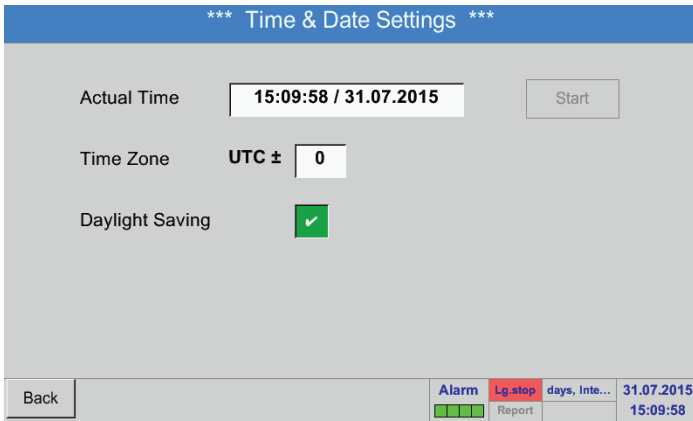 *** Time & Date Settings ***
Actual Time 15:09:58 / 31.07.2015 Start
Time Zone UTC ± 0
Daylight Saving ✔
Back Alarm Lg.stop days, Inte... 31.07.2015
Report 15:09:58